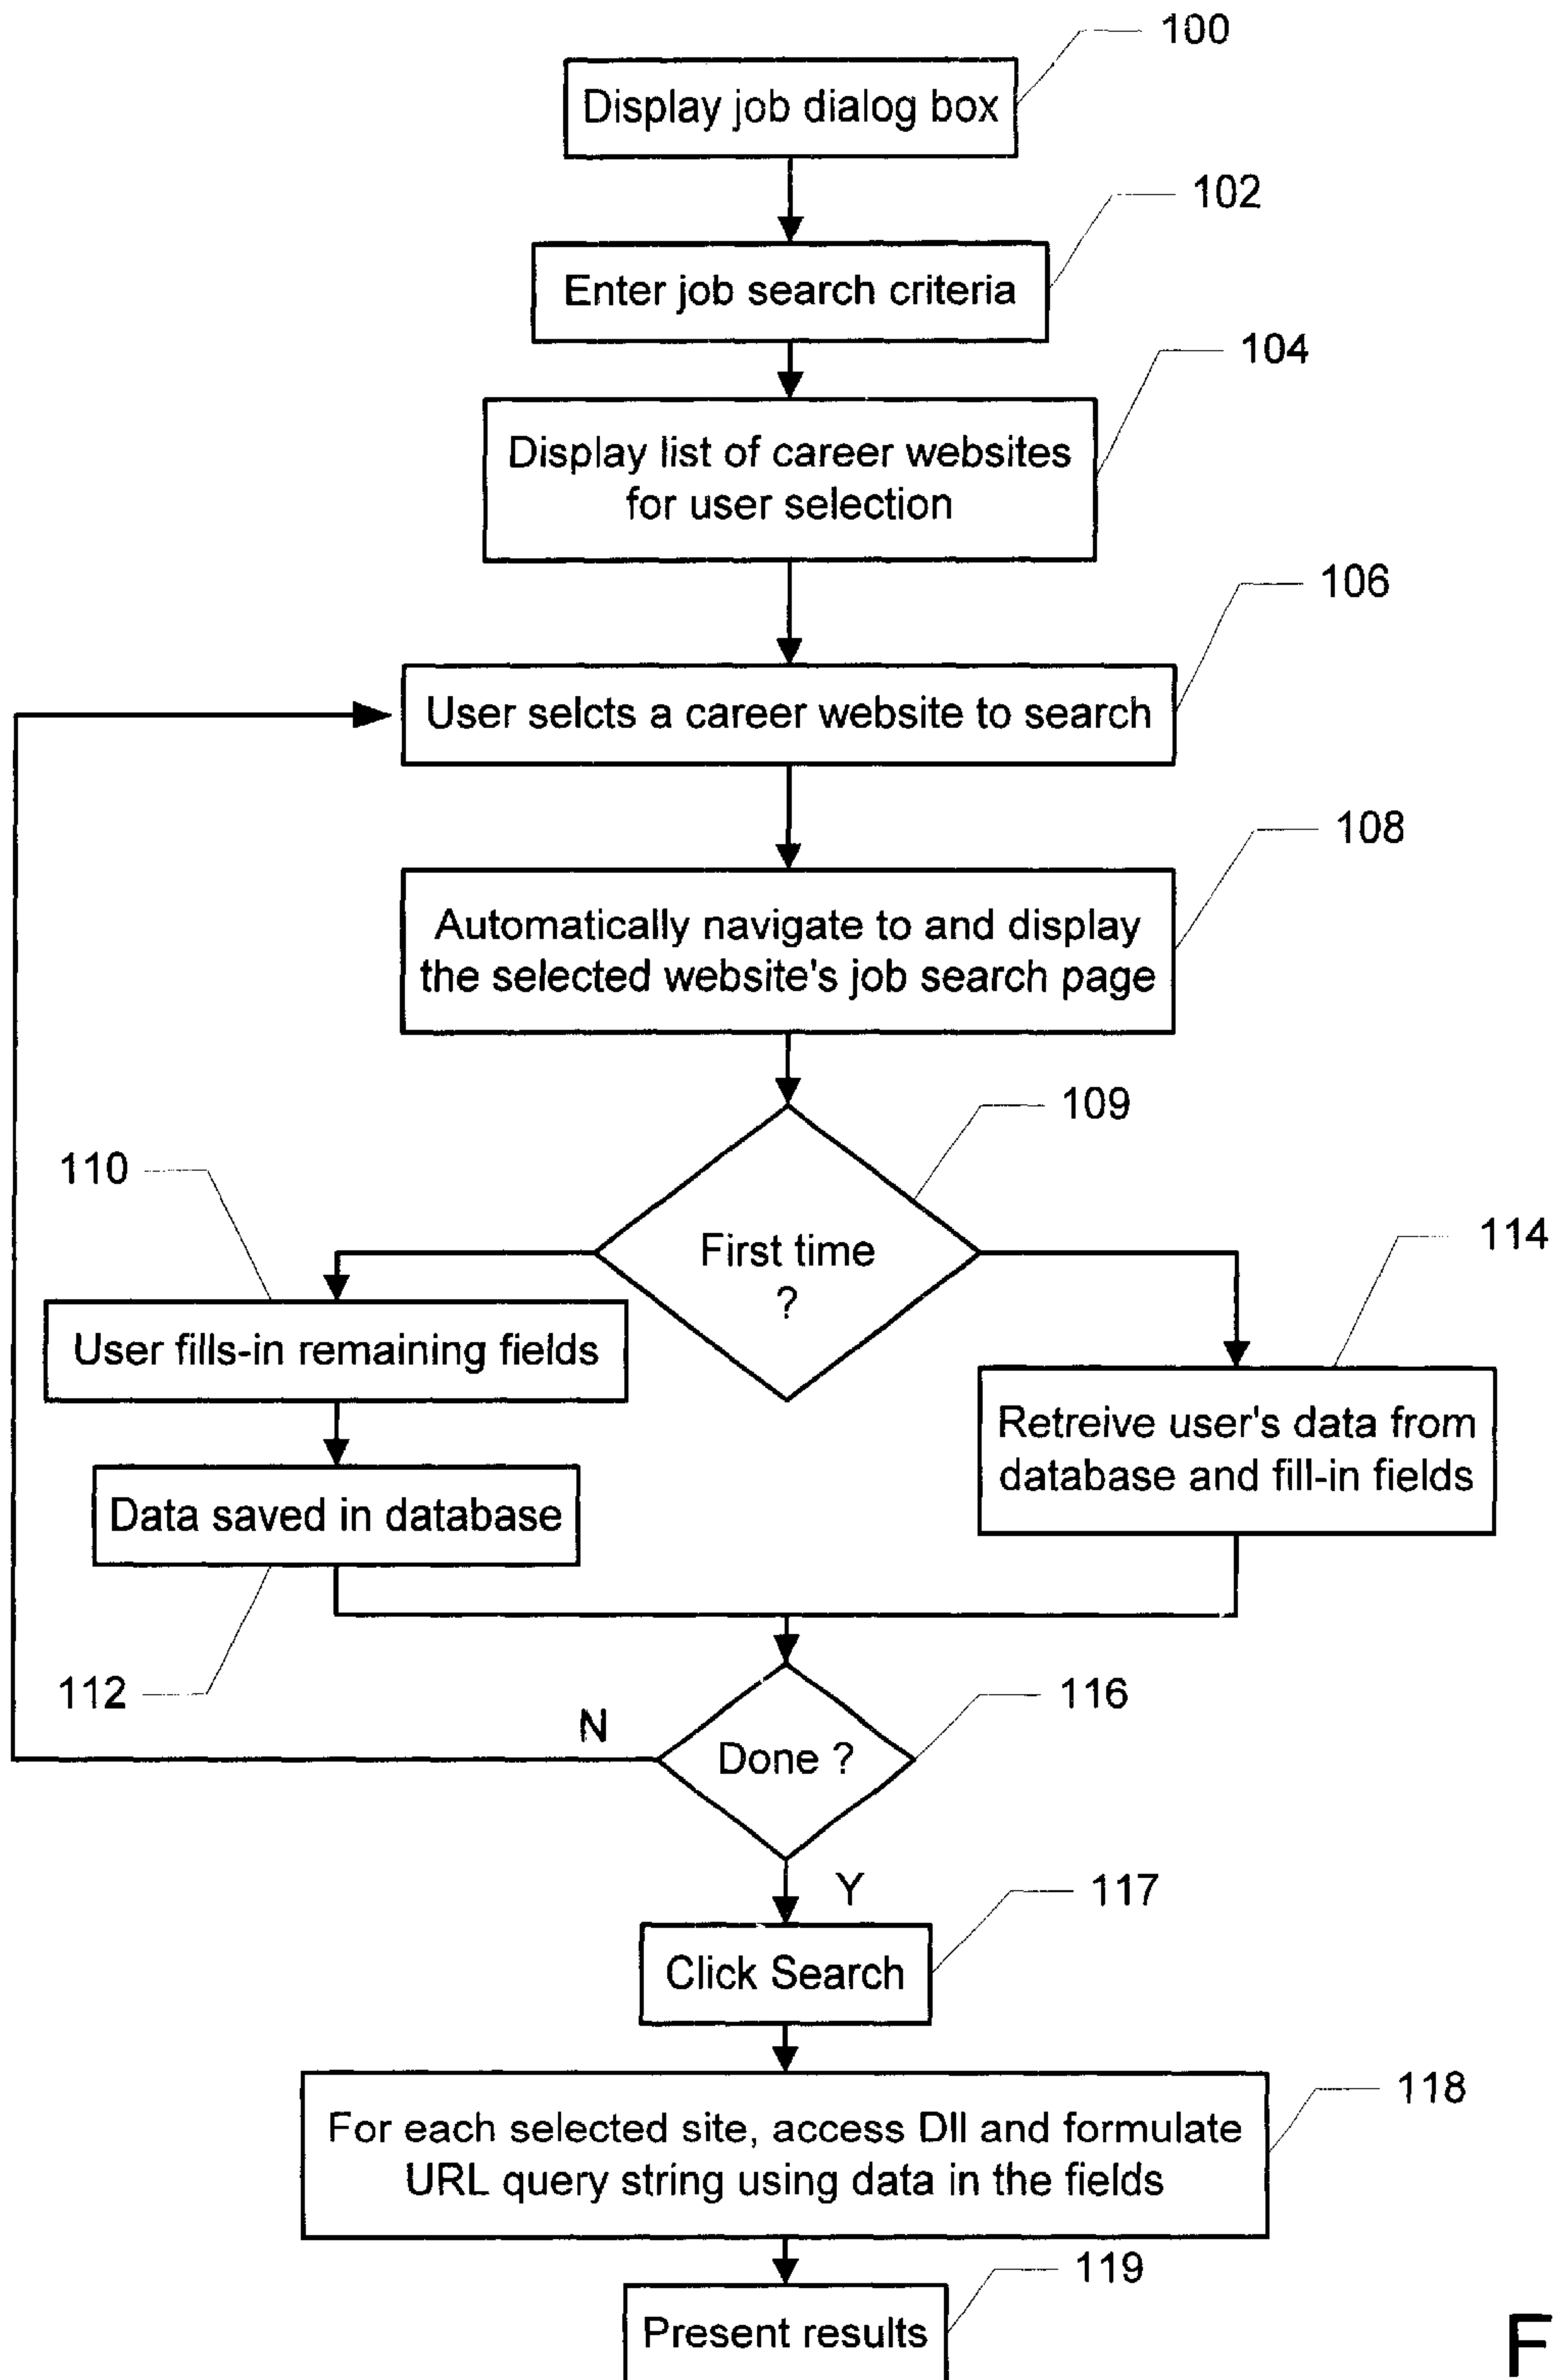 100
Display job dialog box
102
Enter job search criteria
104
Display list of career websites
for user selection
106
User selcts a career website to search
108
Automatically navigate to and display
the selected website's job search page
109
First time
?
110
User fills-in remaining fields
114
Retreive user's data from
database and fill-in fields
Data saved in database
112
116
N
Done ?
Y
117
Click Search
118
For each selected site, access Dll and formulate
URL query string using data in the fields
119
Present results
F